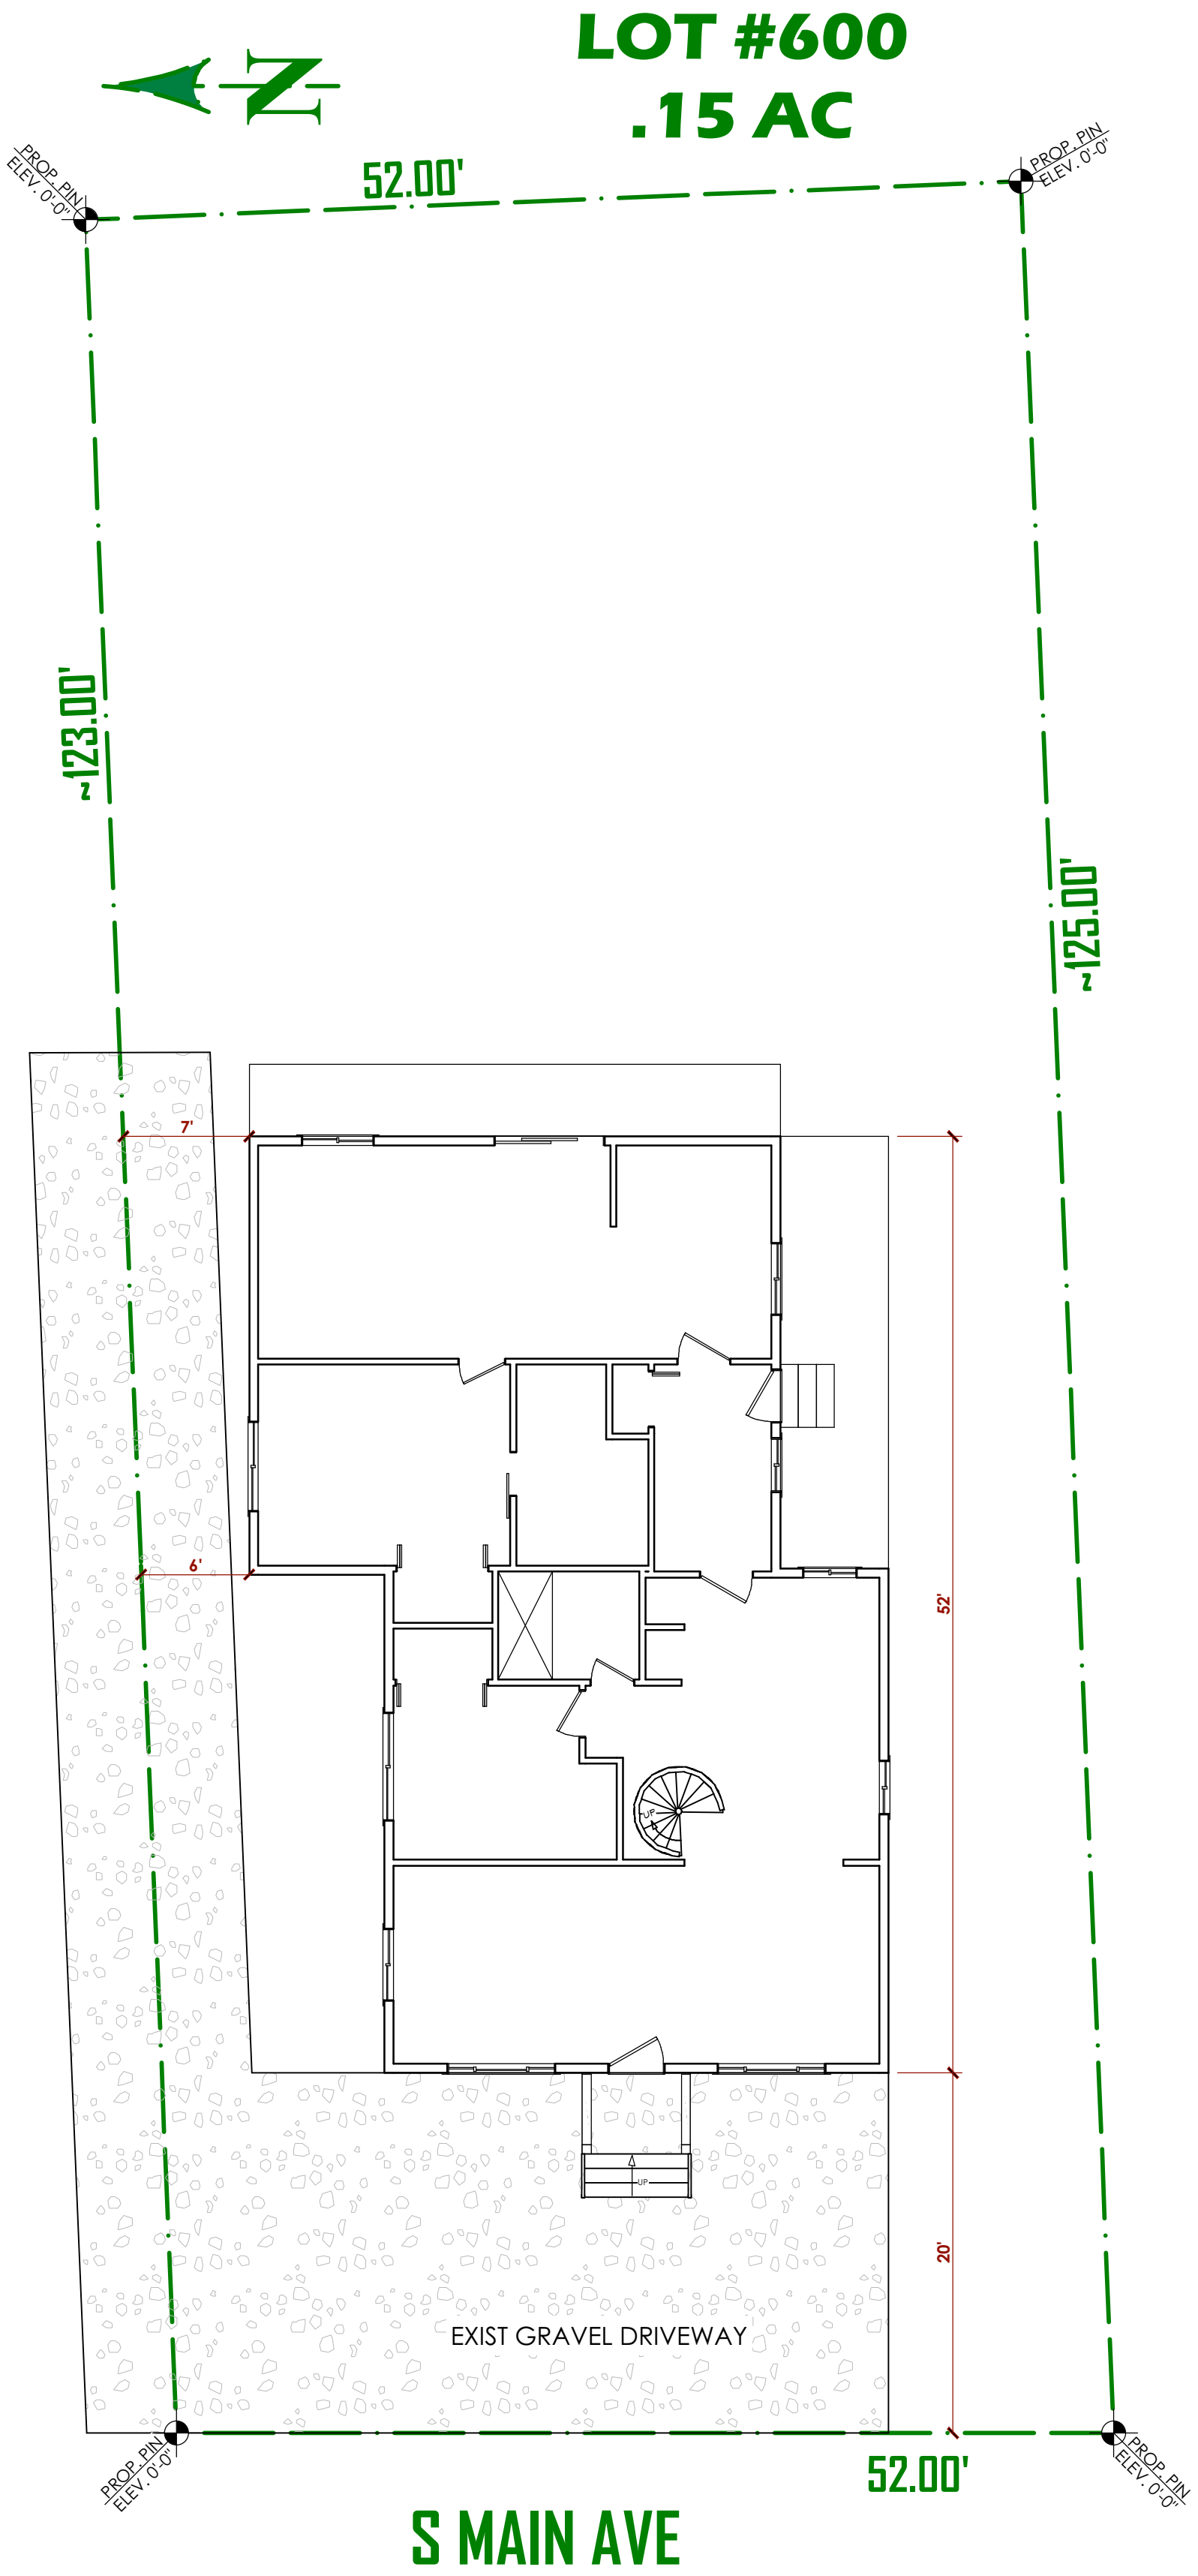 LOT #600
.15 AC
N
52.00'
PROP. PIN
ELEV. 0'-0"
PROP. PIN
ELEV. 0'-0"
~123.00'
~125.00'
7'
6'
52'
UP
UP
20'
EXIST GRAVEL DRIVEWAY
PROP. PIN
ELEV. 0'-0"
PROP. PIN
ELEV. 0'-0"
52.00'
S MAIN AVE